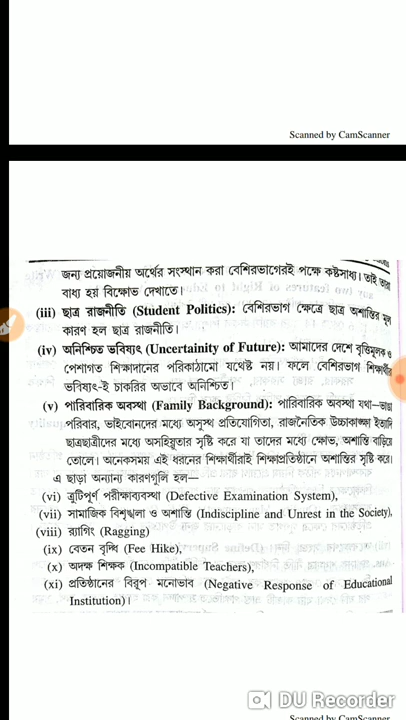 Scanned by CamScanner
জন্য প্রয়োজনীয় অর্থের সংস্থান করা বেশিরভাগেরই পক্ষে কষ্টসাধ্য। তাই তারা
বাধ্য হয় বিক্ষোভ দেখাতে।
(iii) ছাত্র রাজনীতি (Student Politics): বেশিরভাগ ক্ষেত্রে ছাত্র অশান্তির মূল
কারণ হল ছাত্র রাজনীতি।
(iv) অনিশ্চিত ভবিষ্যৎ (Uncertainity of Future): আমাদের দেশে বৃত্তিমূলক ও
পেশাগত শিক্ষাদানের পরিকাঠামো যথেষ্ট নয়। ফলে বেশিরভাগ শিক্ষার্থীর
ভবিষ্যৎ-ই চাকরির অভাবে অনিশ্চিত।
(v) পারিবারিক অবস্থা (Family Background): পারিবারিক অবস্থা যথা—ভাঙা
পরিবার, ভাইবোনদের মধ্যে অসুস্থ প্রতিযোগিতা, রাজনৈতিক উচ্চাকাঙ্ক্ষা ইত্যাদি
ছাত্রছাত্রীদের মধ্যে অসহিষ্ণুতার সৃষ্টি করে যা তাদের মধ্যে ক্ষোভ, অশান্তি বাড়িয়ে
তোলে। অনেকসময় এই ধরনের শিক্ষার্থীরাই শিক্ষাপ্রতিষ্ঠানে অশান্তির সৃষ্টি করে।
এ ছাড়া অন্যান্য কারণগুলি হল—
(vi) ত্রুটিপূর্ণ পরীক্ষাব্যবস্থা (Defective Examination System),
(vii) সামাজিক বিশৃঙ্খলা ও অশান্তি (Indiscipline and Unrest in the Society),
(viii) র‍্যাগিং (Ragging)
(ix) বেতন বৃদ্ধি (Fee Hike),
(x) অদক্ষ শিক্ষক (Incompatible Teachers),
(xi) প্রতিষ্ঠানের বিরূপ মনোভাব (Negative Response of Educational
Institution)।
DU Recorder
Scanned by CamScanner